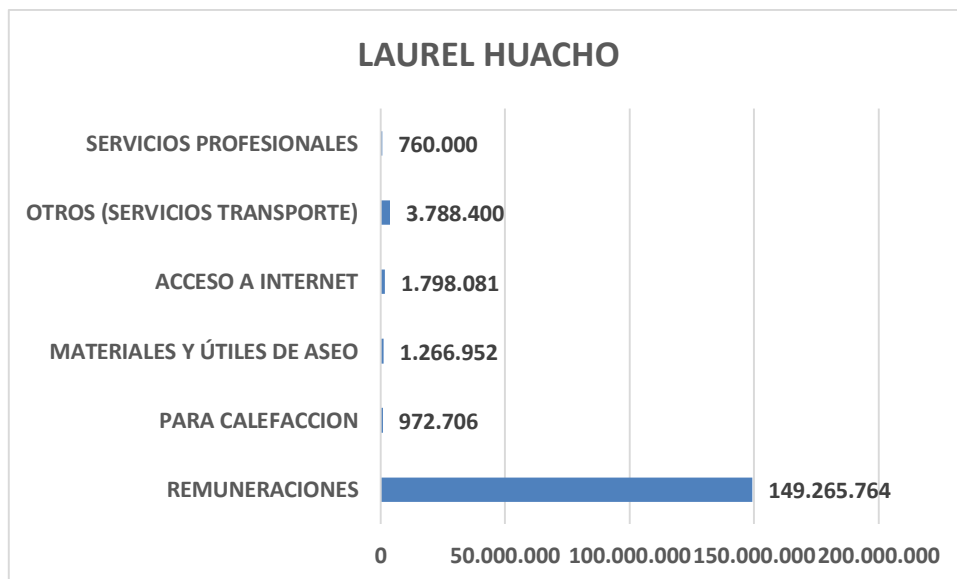 LAUREL HUACHO
SERVICIOS PROFESIONALES 760.000
OTROS (SERVICIOS TRANSPORTE) 3.788.400
ACCESO A INTERNET 1.798.081
MATERIALES Y ÚTILES DE ASEO 1.266.952
PARA CALEFACCION 972.706
REMUNERACIONES 149.265.764
0 50.000.000 100.000.000 150.000.000 200.000.000